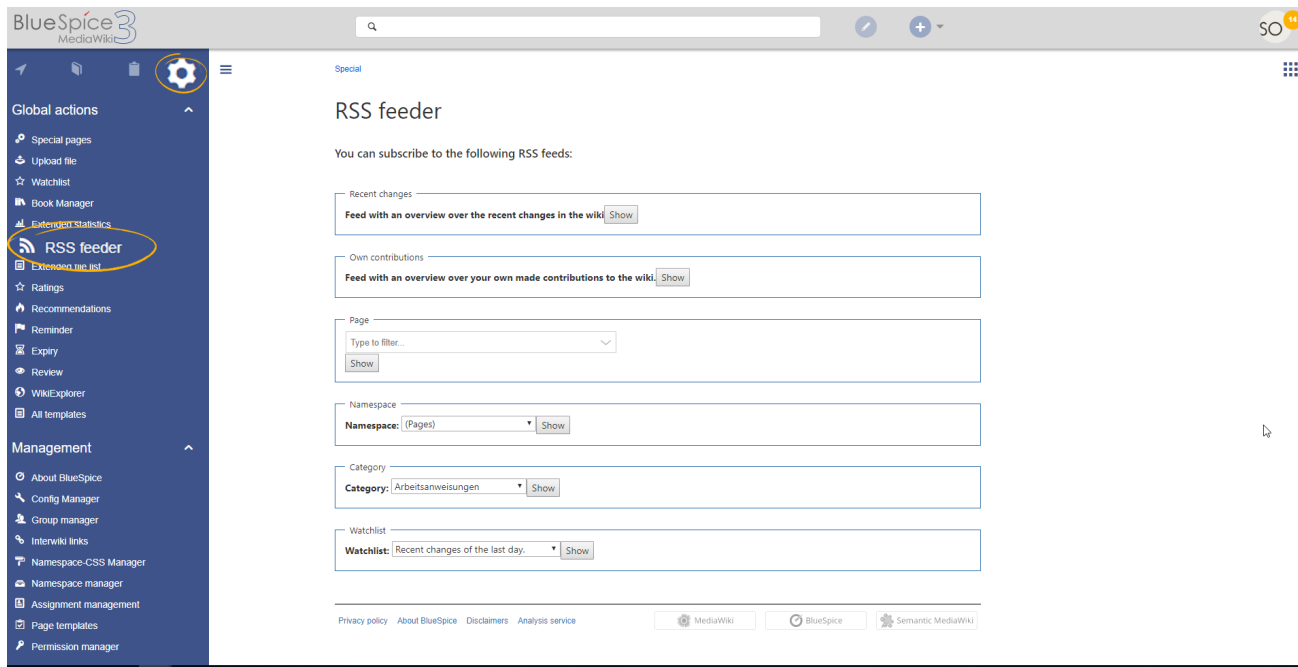 BlueSpice 3
MediaWiki
SO
14
Global actions
Special pages
Upload file
Watchlist
Book Manager
Extended statistics
RSS feeder
Extended file list
Ratings
Recommendations
Reminder
Expiry
Review
WikiExplorer
All templates
Management
About BlueSpice
Config Manager
Group manager
Interwiki links
Namespace-CSS Manager
Namespace manager
Assignment management
Page templates
Permission manager
Special
RSS feeder
You can subscribe to the following RSS feeds:
Recent changes
Feed with an overview over the recent changes in the wiki Show
Own contributions
Feed with an overview over your own made contributions to the wiki. Show
Page
Type to filter...
Show
Namespace
Namespace: (Pages) Show
Category
Category: Arbeitsanweisungen Show
Watchlist
Watchlist: Recent changes of the last day. Show
Privacy policy About BlueSpice Disclaimers Analysis service MediaWiki BlueSpice Semantic MediaWiki